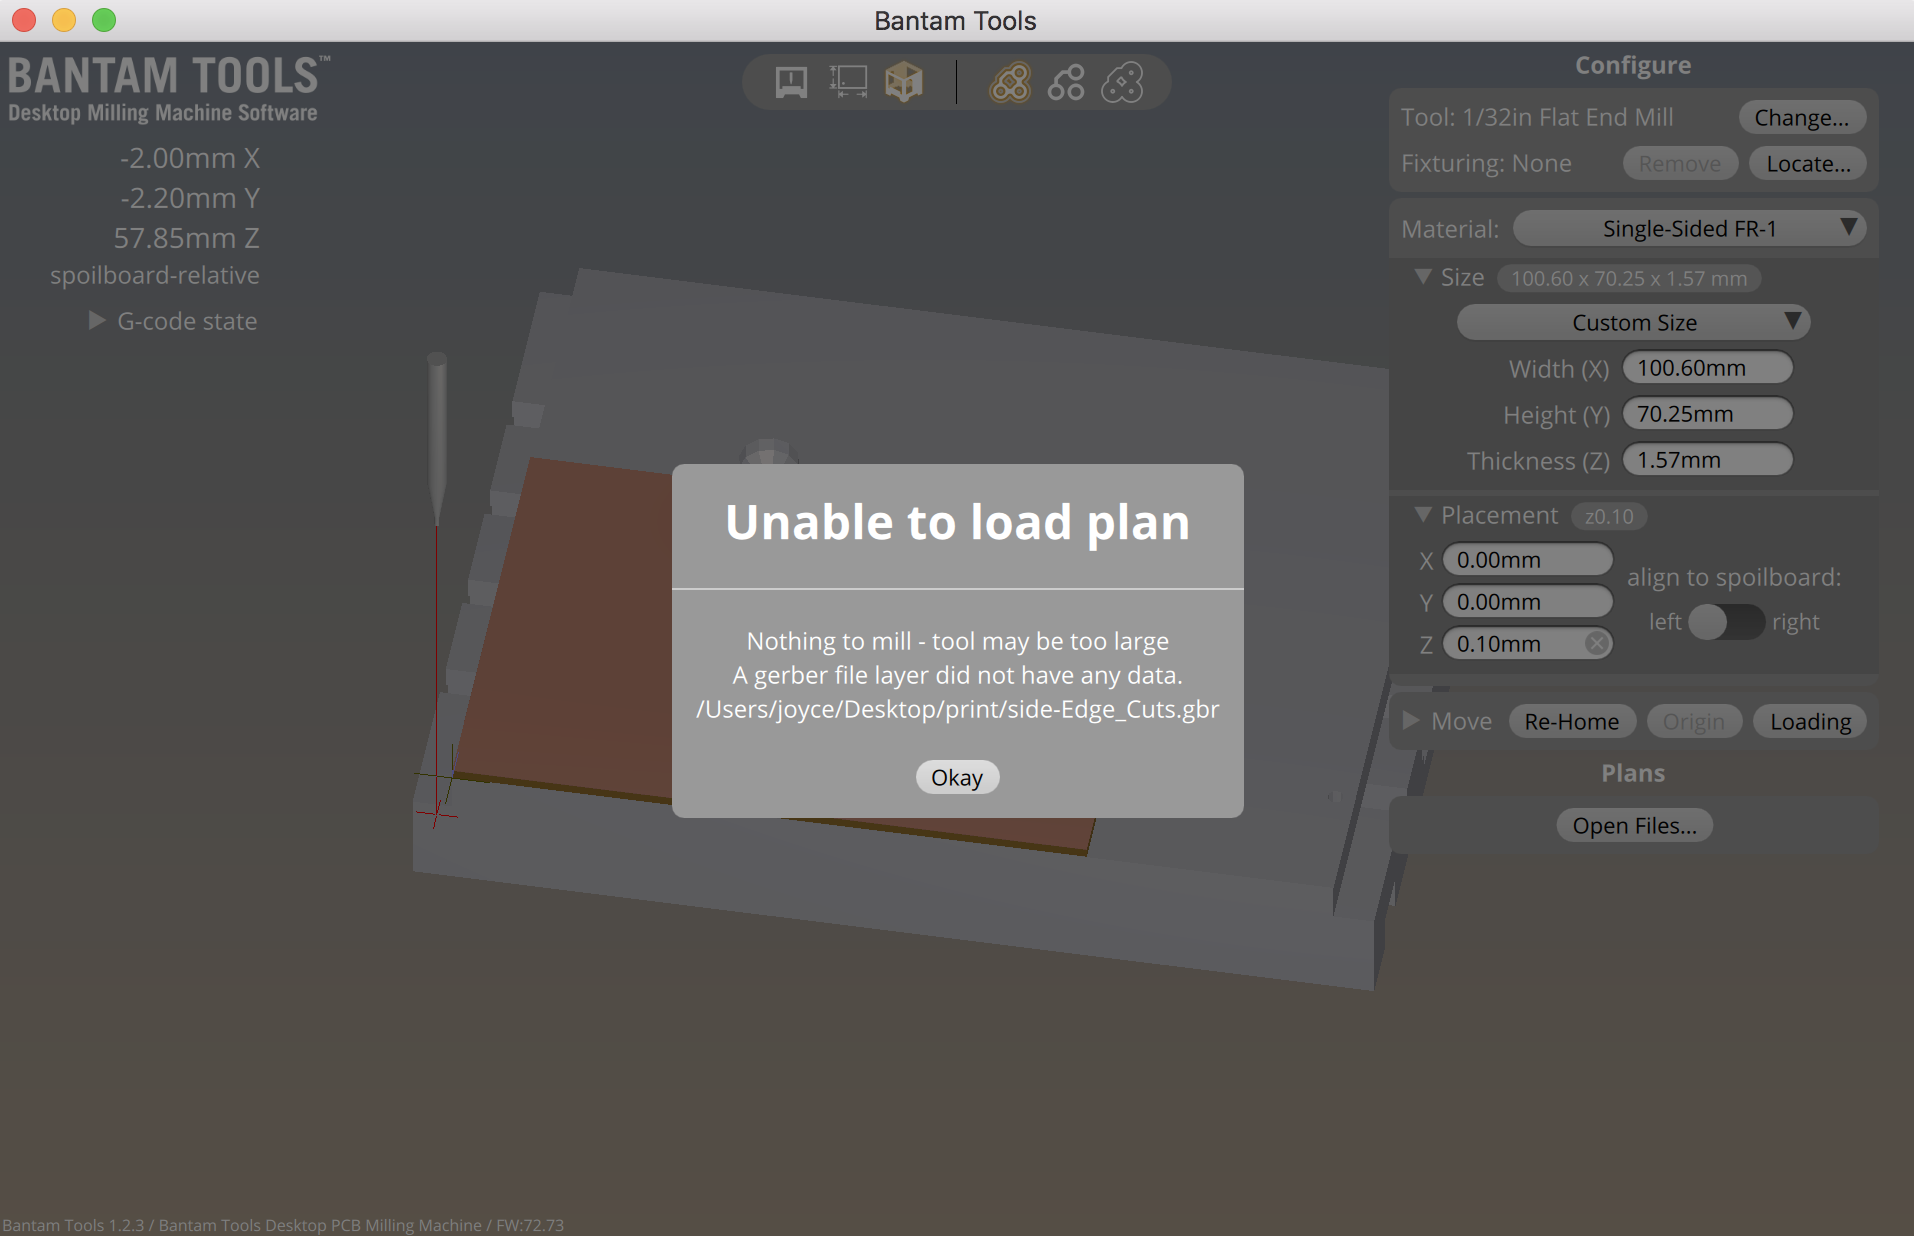 Bantam Tools
BANTAM TOOLS™
Desktop Milling Machine Software
-2.00mm X
-2.20mm Y
57.85mm Z
spoilboard-relative
G-code state
Configure
Tool: 1/32in Flat End Mill Change...
Fixturing: None Remove Locate...
Material: Single-Sided FR-1
Size 100.60 x 70.25 x 1.57 mm
Custom Size
Width (X) 100.60mm
Height (Y) 70.25mm
Thickness (Z) 1.57mm
Placement z0.10
X 0.00mm
Y 0.00mm
Z 0.10mm
align to spoilboard:
left right
Move Re-Home Origin Loading
Plans
Open Files...
Unable to load plan
Nothing to mill - tool may be too large
A gerber file layer did not have any data.
/Users/joyce/Desktop/print/side-Edge_Cuts.gbr
Okay
Bantam Tools 1.2.3 / Bantam Tools Desktop PCB Milling Machine / FW:72.73